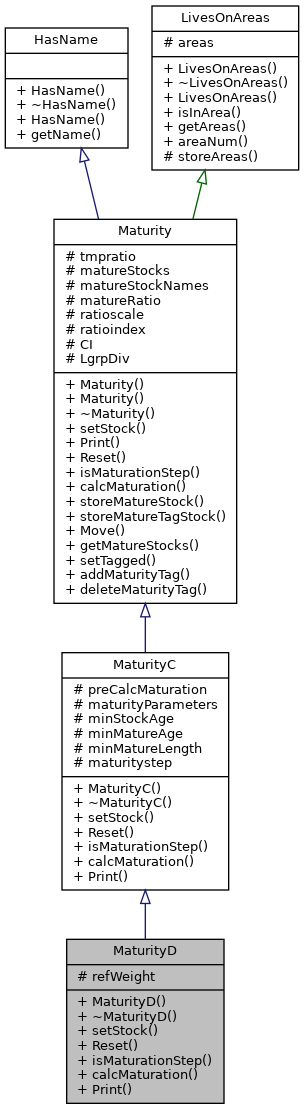 HasName
+ HasName()
+ ~HasName()
+ HasName()
+ getName()
LivesOnAreas
# areas
+ LivesOnAreas()
+ ~LivesOnAreas()
+ LivesOnAreas()
+ isInArea()
+ getAreas()
+ areaNum()
# storeAreas()
Maturity
# tmpratio
# matureStocks
# matureStockNames
# matureRatio
# ratioscale
# ratioindex
# CI
# LgrpDiv
+ Maturity()
+ Maturity()
+ ~Maturity()
+ setStock()
+ Print()
+ Reset()
+ isMaturationStep()
+ calcMaturation()
+ storeMatureStock()
+ storeMatureTagStock()
+ Move()
+ getMatureStocks()
+ setTagged()
+ addMaturityTag()
+ deleteMaturityTag()
MaturityC
# preCalcMaturation
# maturityParameters
# minStockAge
# minMatureAge
# minMatureLength
# maturitystep
+ MaturityC()
+ ~MaturityC()
+ setStock()
+ Reset()
+ isMaturationStep()
+ calcMaturation()
+ Print()
MaturityD
# refWeight
+ MaturityD()
+ ~MaturityD()
+ setStock()
+ Reset()
+ isMaturationStep()
+ calcMaturation()
+ Print()